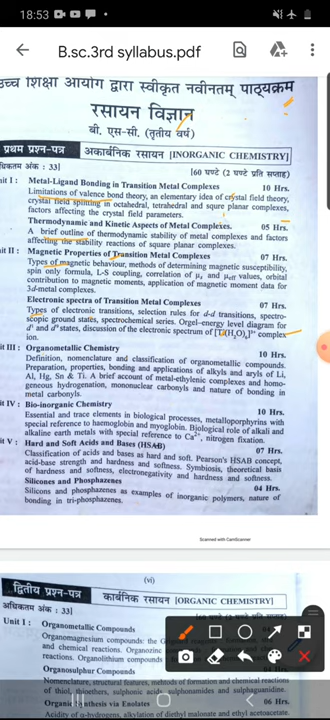 18:53
B.sc.3rd syllabus.pdf
उच्च शिक्षा आयोग द्वारा स्वीकृत नवीनतम् पाठ्यक्रम
रसायन विज्ञान
बी. एस-सी. (तृतीय वर्ष)
प्रथम प्रश्न-पत्र अकार्बनिक रसायन [INORGANIC CHEMISTRY]
धिकतम अंक : 33] [60 घण्टे (2 घण्टे प्रति सप्ताह)
it I : Metal-Ligand Bonding in Transition Metal Complexes 10 Hrs.
Limitations of valence bond theory, an elementary idea of crystal field theory,
crystal field splitting in octahedral, tetrahedral and squre planar complexes,
factors affecting the crystal field parameters.
Thermodynamic and Kinetic Aspects of Metal Complexes. 05 Hrs.
A brief outline of thermodynamic stability of metal complexes and factors
affecting the stability reactions of square planar complexes.
it II : Magnetic Properties of Transition Metal Complexes 07 Hrs.
Types of magnetic behaviour, methods of determining magnetic susceptibility,
spin only formula, L-S coupling, correlation of μs and μeff values, orbital
contribution to magnetic moments, application of magnetic moment data for
3d-metal complexes.
Electronic spectra of Transition Metal Complexes 07 Hrs.
Types of electronic transitions, selection rules for d-d transitions, spectro-
scopic ground states, spectrochemical series. Orgel-energy level diagram for
d¹ and d⁹ states, discussion of the electronic spectrum of [Ti(H₂O)₆]³⁺ complex
ion.
it III : Organometallic Chemistry 10 Hrs.
Definition, nomenclature and classification of organometallic compounds.
Preparation, properties, bonding and applications of alkyls and aryls of Li,
Al, Hg, Sn & Ti. A brief account of metal-ethylenic complexes and homo-
geneous hydrogenation, mononuclear carbonyls and nature of bonding in
metal carbonyls.
it IV : Bio-inorganic Chemistry 10 Hrs.
Essential and trace elements in biological processes, metalloporphyrins with
special reference to haemoglobin and myoglobin. Biological role of alkali and
alkaline earth metals with special reference to Ca²⁺, nitrogen fixation.
it V : Hard and Soft Acids and Bases (HSAB) 07 Hrs.
Classification of acids and bases as hard and soft. Pearson's HSAB concept,
acid-base strength and hardness and softness. Symbiosis, theoretical basis
of hardness and softness, electronegativity and hardness and softness.
Silicones and Phosphazenes 04 Hrs.
Silicons and phosphazenes as examples of inorganic polymers, nature of
bonding in tri-phosphazenes.
Scanned with CamScanner
(vi)
द्वितीय प्रश्न-पत्र कार्बनिक रसायन [ORGANIC CHEMISTRY]
अधिकतम अंक : 33]
Unit I : Organometallic Compounds
Organomagnesium compounds: the
and chemical reactions. Organozinc
reactions. Organolithium compounds
Organosulphur Compounds
Nomenclature, structural features, methods of formation and chemical reactions
of thiol, thioethers, sulphonic acids, sulphonamides and sulphaguanidine.
Organic Synthesis via Enolates 06 Hrs.
Acidity of α-hydrogens, alkylation of diethyl malonate and ethyl acetoacetate